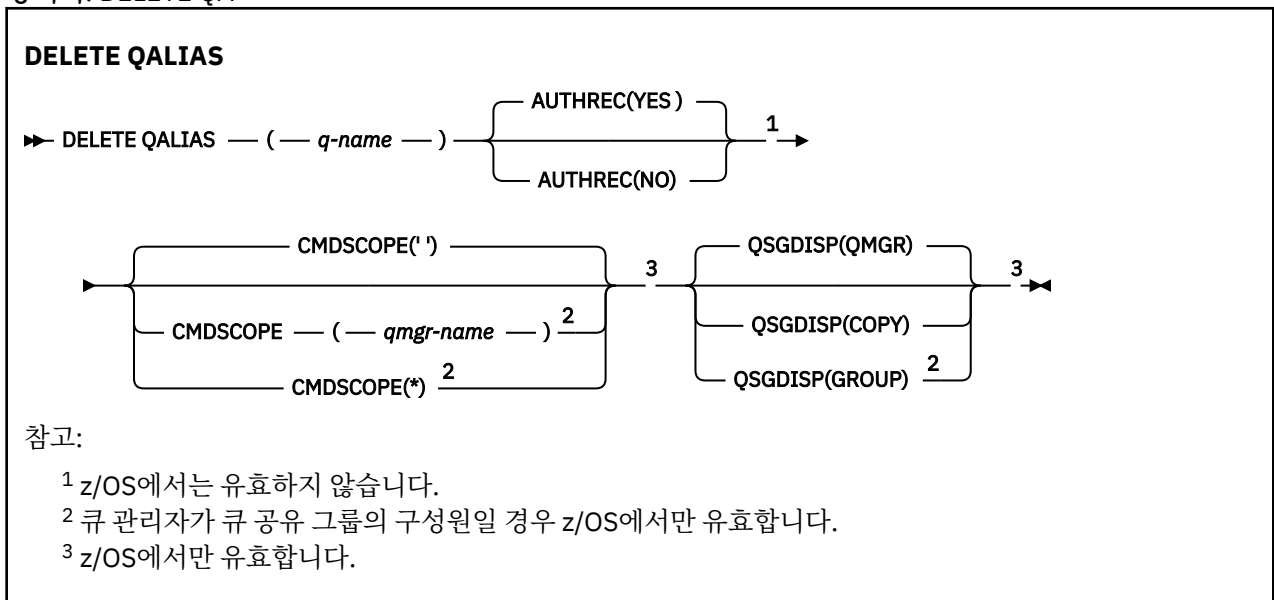 DELETE QALIAS
AUTHREC(YES )
DELETE QALIAS ( q-name ) 1
AUTHREC(NO)
CMDSCOPE(' ') QSGDISP(QMGR)
3 3
CMDSCOPE ( qmgr-name ) 2 QSGDISP(COPY)
CMDSCOPE(*) 2 QSGDISP(GROUP) 2
참고:
1 z/OS에서는 유효하지 않습니다.
2 큐 관리자가 큐 공유 그룹의 구성원일 경우 z/OS에서만 유효합니다.
3 z/OS에서만 유효합니다.